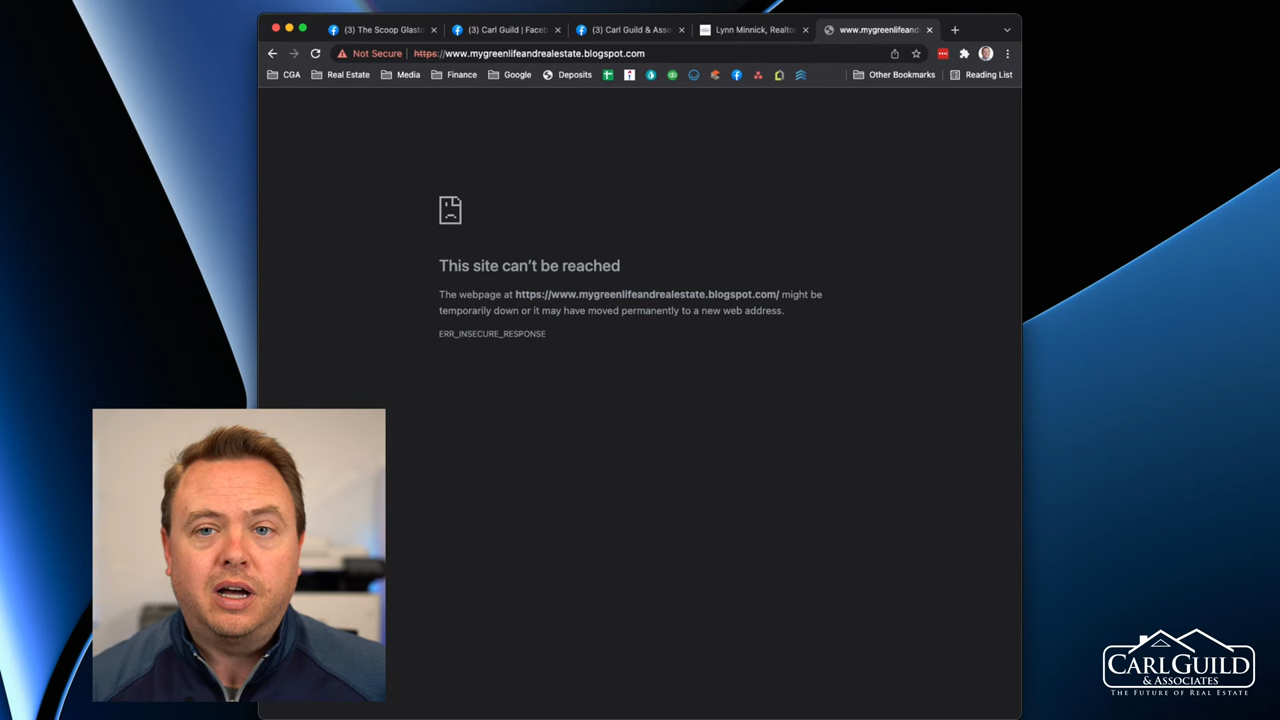 (3) The Scoop Glasto
(3) Carl Guild | Faceb
(3) Carl Guild & Asso
Lynn Minnick, Realto
www.mygreenlifeandrea
Not Secure | https://www.mygreenlifeandrealestate.blogspot.com
CGA Real Estate Media Finance Google Deposits Other Bookmarks Reading List
This site can't be reached
The webpage at https://www.mygreenlifeandrealestate.blogspot.com/ might be
temporarily down or it may have moved permanently to a new web address.
ERR_INSECURE_RESPONSE
CARL GUILD
& ASSOCIATES
THE FUTURE OF REAL ESTATE